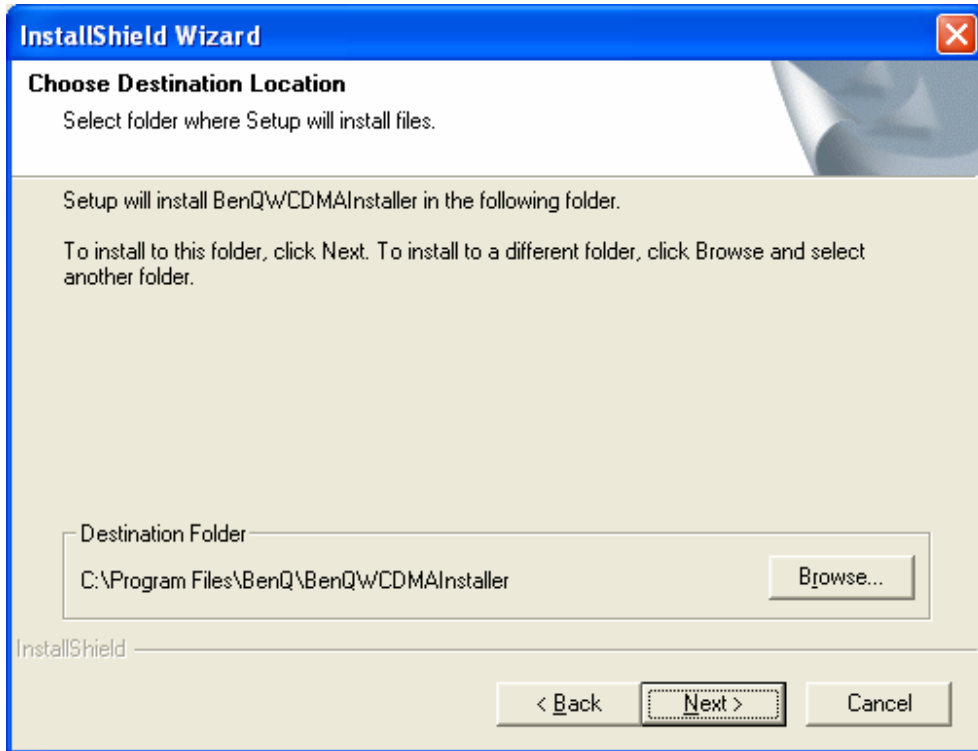 InstallShield Wizard
Choose Destination Location
Select folder where Setup will install files.
Setup will install BenQWCDMAInstaller in the following folder.
To install to this folder, click Next. To install to a different folder, click Browse and select
another folder.
Destination Folder
C:\Program Files\BenQ\BenQWCDMAInstaller
Browse...
InstallShield
< Back
Next >
Cancel